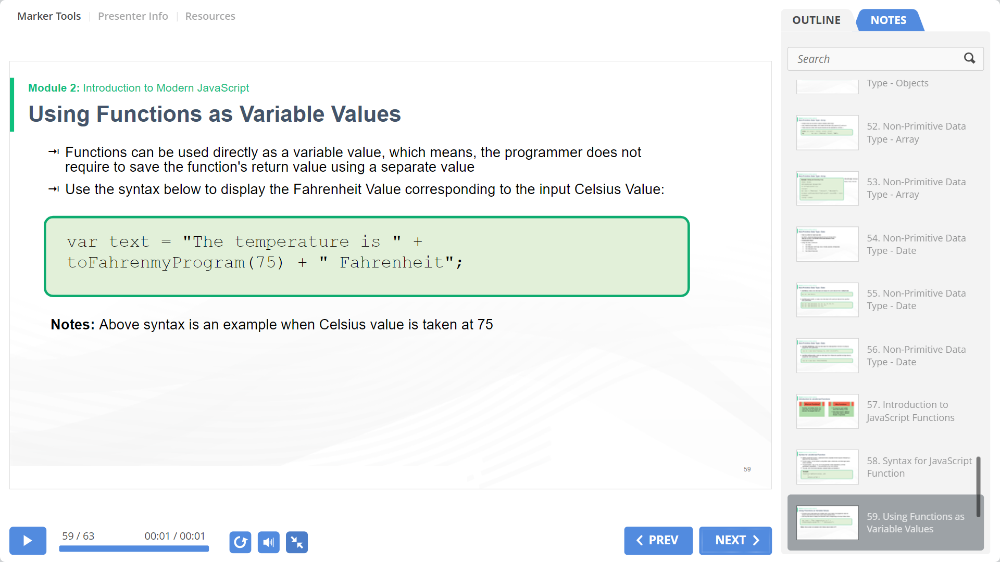 Marker Tools
Presenter Info
Resources
OUTLINE
NOTES
Search
Module 2: Introduction to Modern JavaScript
Using Functions as Variable Values
Functions can be used directly as a variable value, which means, the programmer does not
require to save the function's return value using a separate value
Use the syntax below to display the Fahrenheit Value corresponding to the input Celsius Value:
var text = "The temperature is " +
toFahrenmyProgram(75) + " Fahrenheit";
Notes: Above syntax is an example when Celsius value is taken at 75
59
Type - Objects
52. Non-Primitive Data
Type - Array
53. Non-Primitive Data
Type - Array
54. Non-Primitive Data
Type - Date
55. Non-Primitive Data
Type - Date
56. Non-Primitive Data
Type - Date
57. Introduction to
JavaScript Functions
58. Syntax for JavaScript
Function
59. Using Functions as
Variable Values
59 / 63
00:01 / 00:01
PREV
NEXT